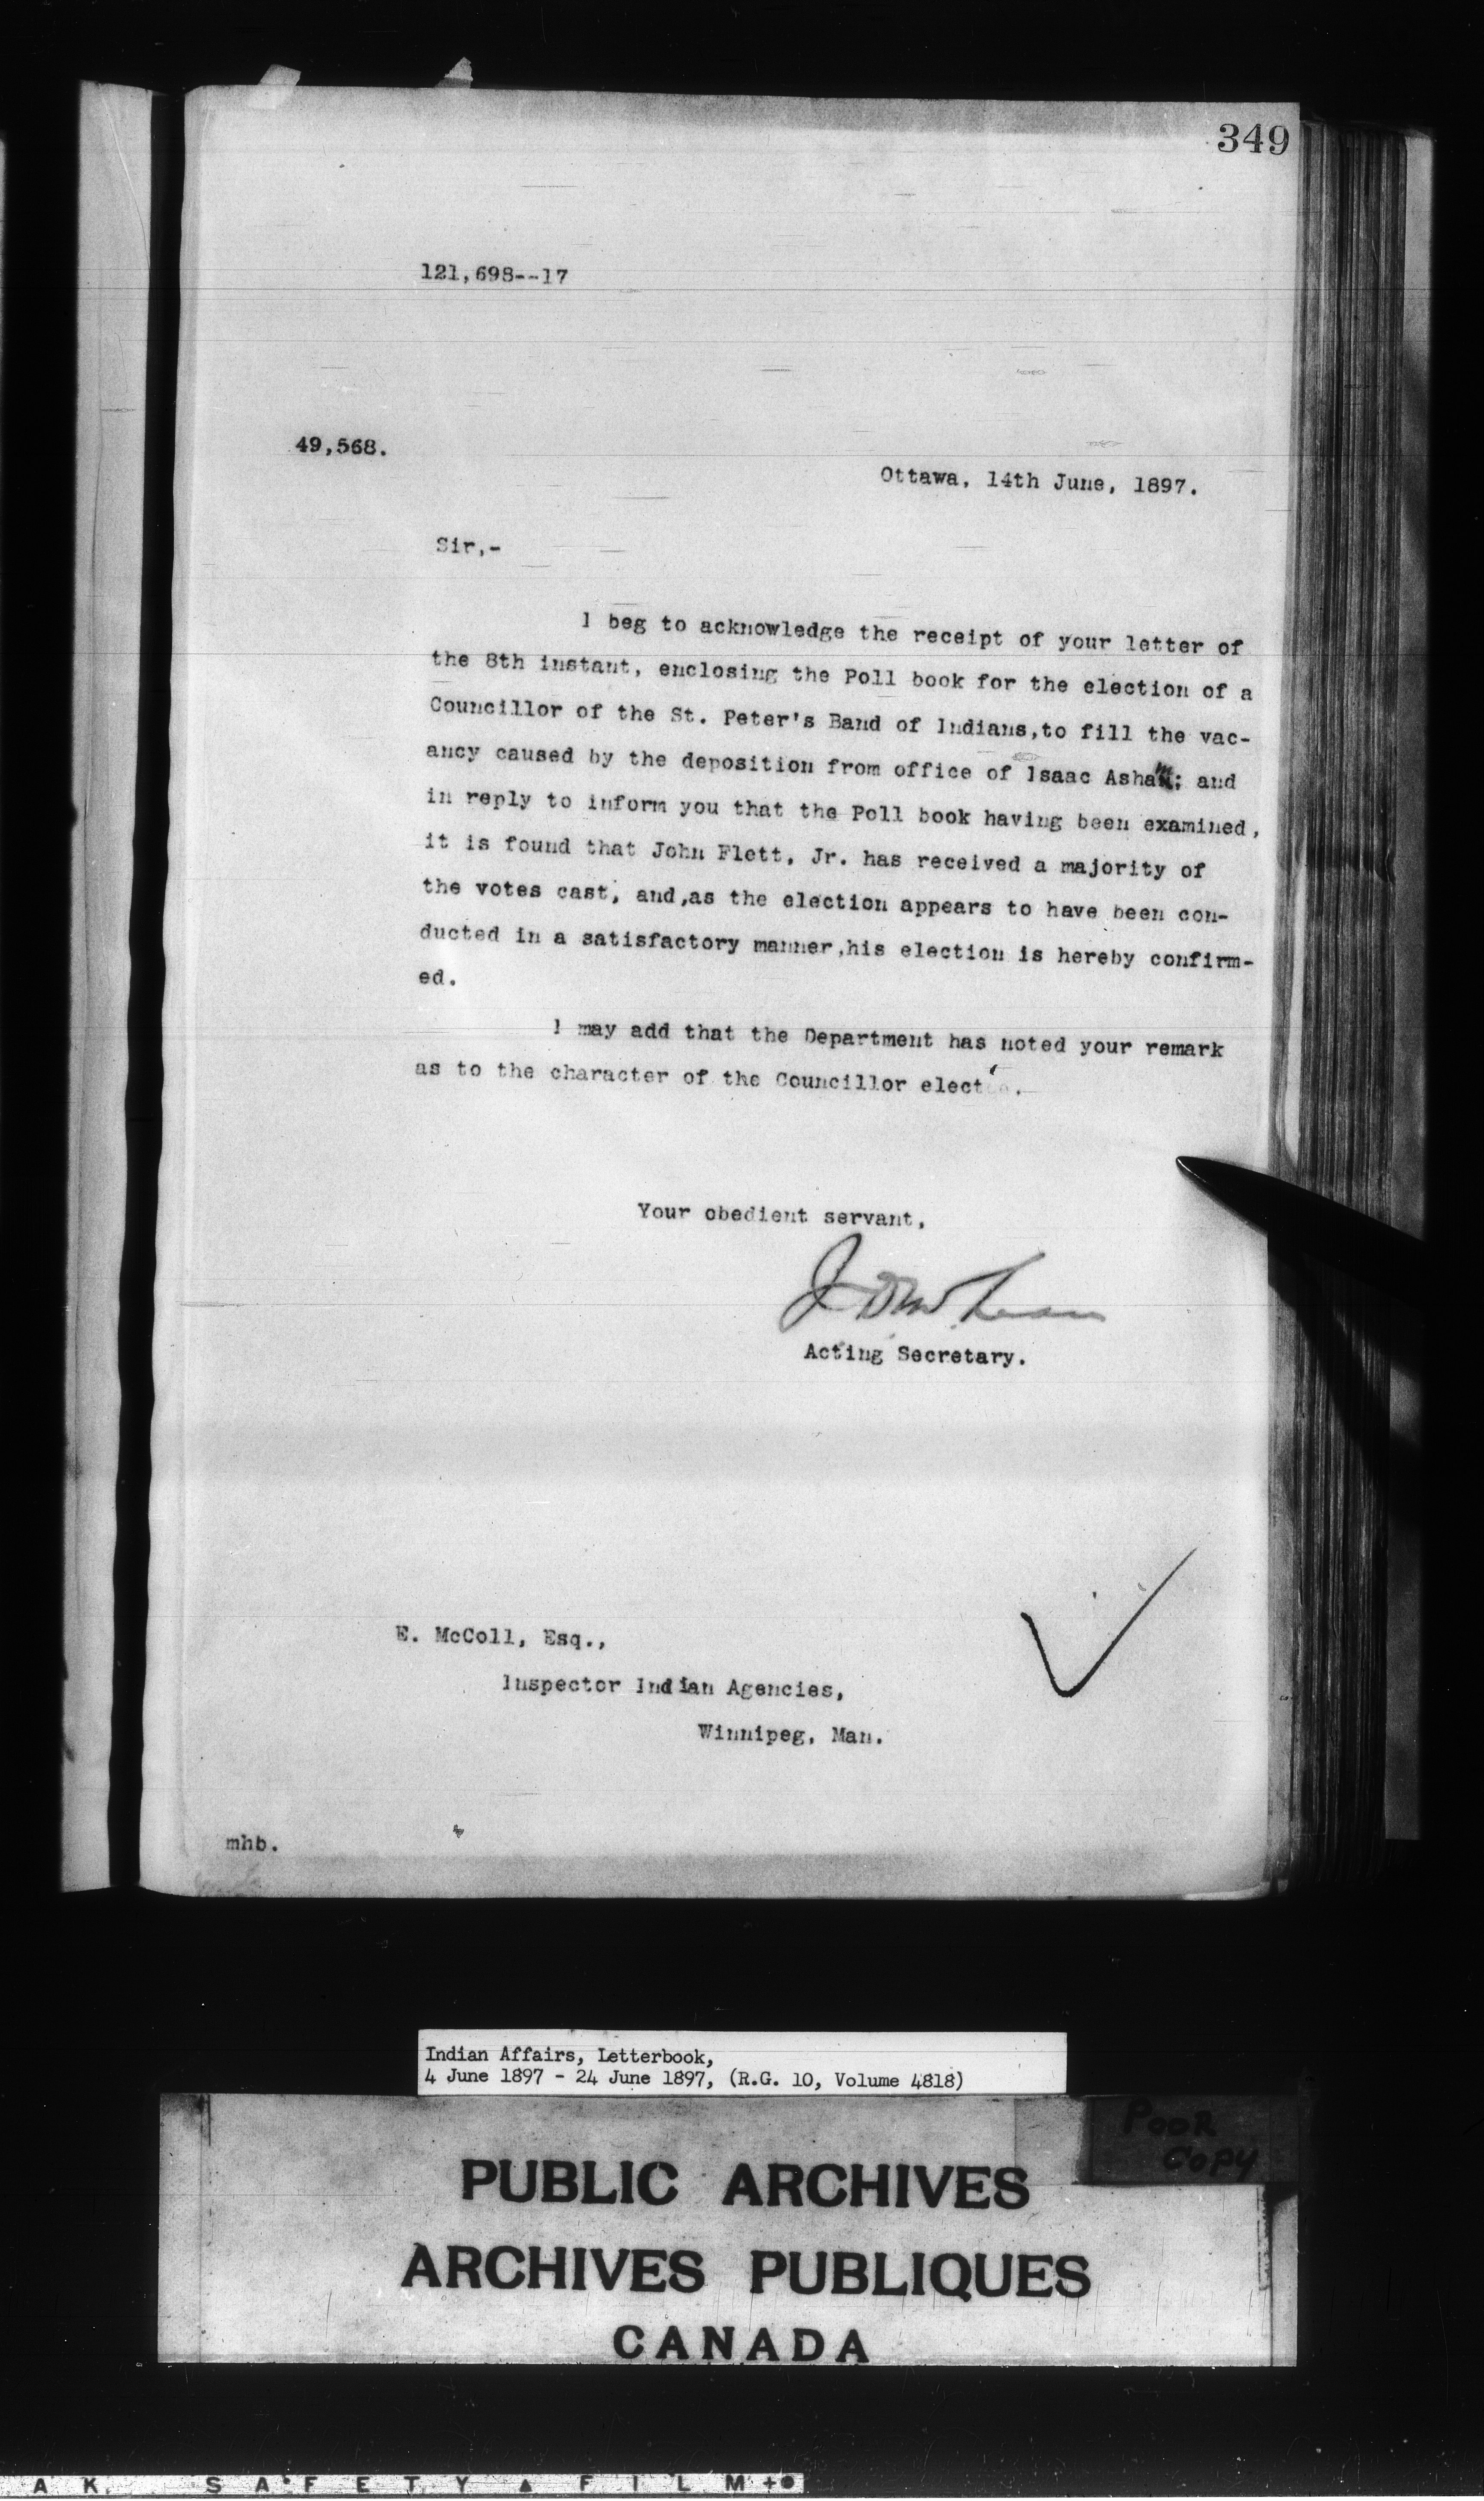 349
121,698--17
49,568.
Ottawa, 14th June, 1897.
Sir,-
I beg to acknowledge the receipt of your letter of
the 8th instant, enclosing the Poll book for the election of a
Councillor of the St. Peter's Band of Indians,to fill the vac-
ancy caused by the deposition from office of Isaac Asham; and
in reply to inform you that the Poll book having been examined,
it is found that John Flett, Jr. has received a majority of
the votes cast, and,as the election appears to have been con-
ducted in a satisfactory manner,his election is hereby confirm-
ed.
I may add that the Department has noted your remark
as to the character of the Councillor elect.
Your obedient servant,
J D McLean
Acting Secretary.
E. McColl, Esq.,
Inspector Indian Agencies,
Winnipeg, Man.
mhb.
Indian Affairs, Letterbook,
4 June 1897 - 24 June 1897, (R.G. 10, Volume 4818)
POOR
COPY
PUBLIC ARCHIVES
ARCHIVES PUBLIQUES
CANADA
A K SAFETY ▲ FILM +●